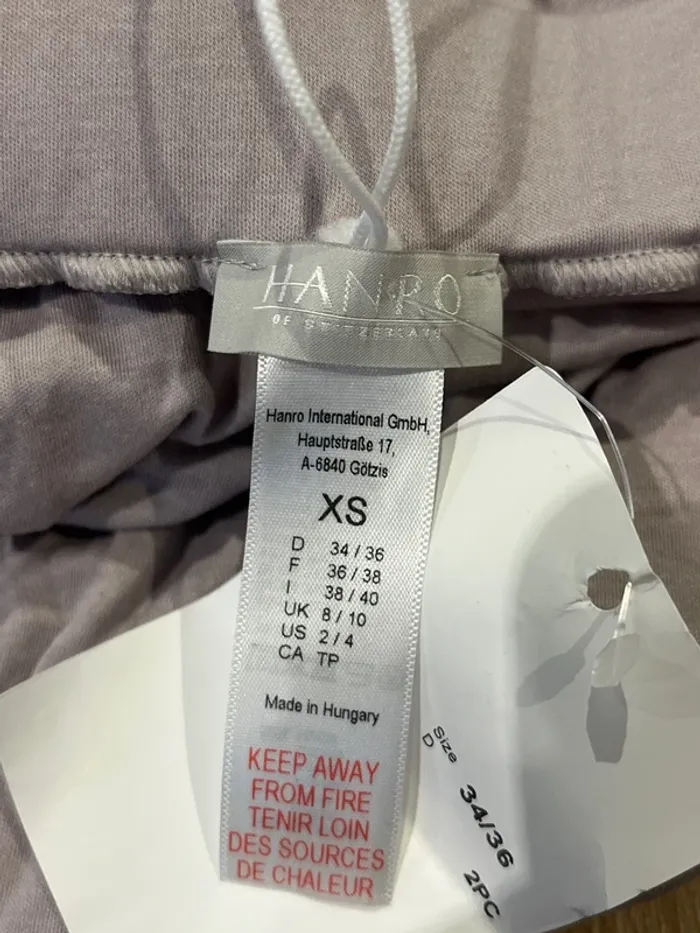 HANRO
OF SWITZERLAND
Hanro International GmbH,
Hauptstraße 17,
A-6840 Götzis
XS
D 34 / 36
F 36 / 38
I 38 / 40
UK 8 / 10
US 2 / 4
CA TP
Made in Hungary
KEEP AWAY
FROM FIRE
TENIR LOIN
DES SOURCES
DE CHALEUR
Size
D 34/36
2PC